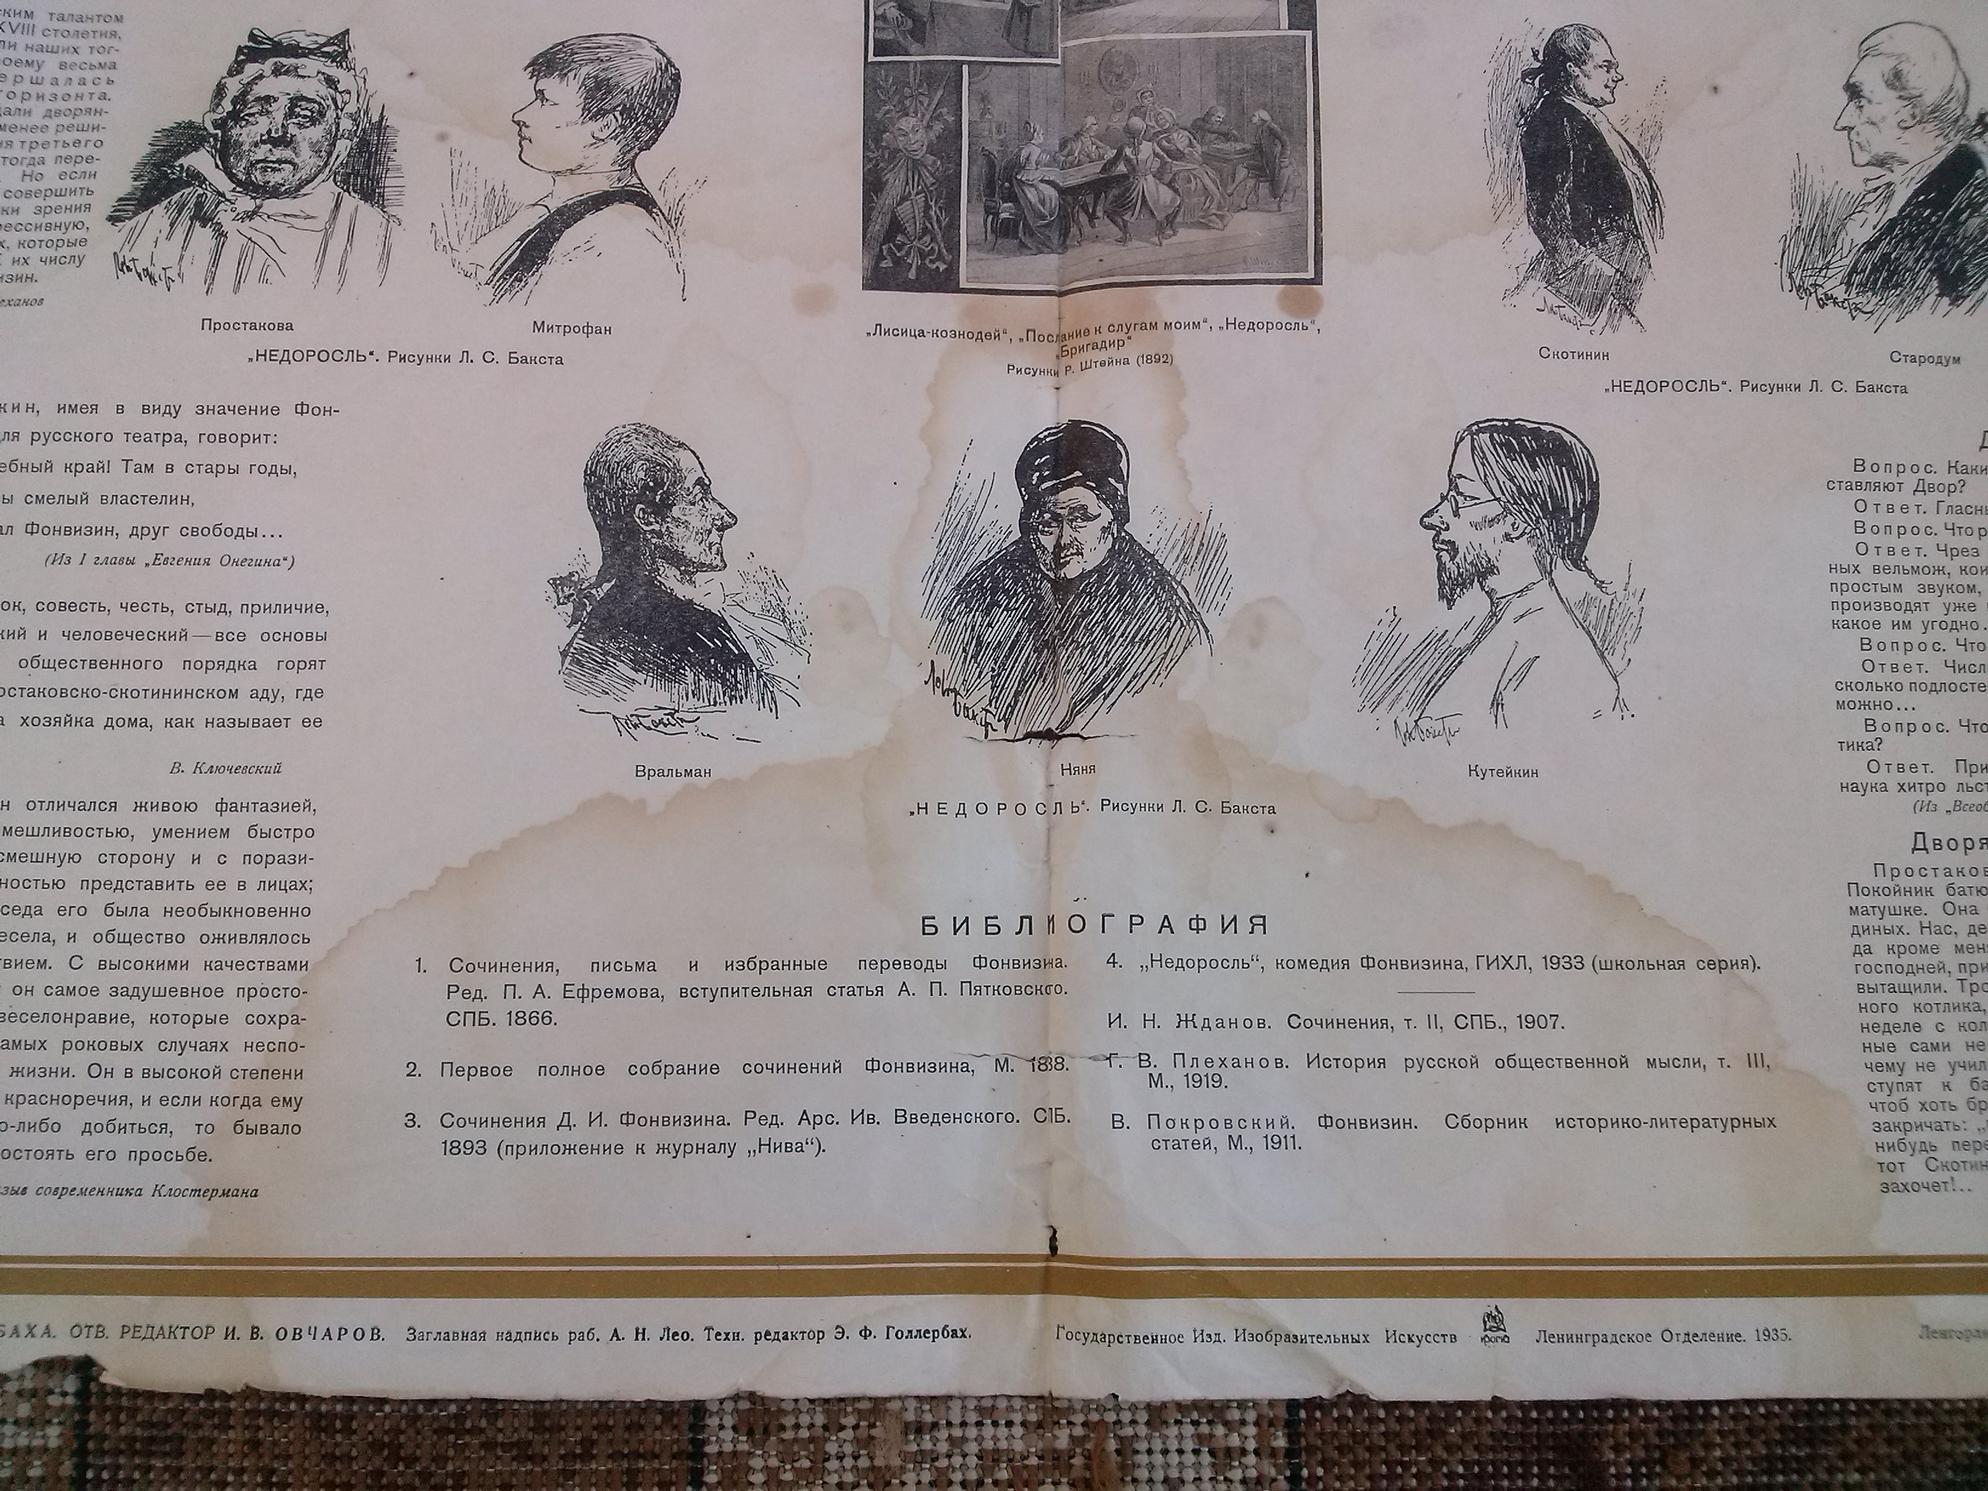 ским талантом
XVIII столетия,
ли наших тог-
воему весьма
ершалась
горизонта.
дали дворян-
менее реши-
ия третьего
тогда пере-
Но если
совершить
ки зрения
рессивную,
х, которые
их числу
изин.
еханов
Простакова
Митрофан
„НЕДОРОСЛЬ“. Рисунки Л. С. Бакста
„Лисица-кознодей“, „Послание к слугам моим“, „Недоросль“,
„Бригадир“
Рисунки Р. Штейна (1892)
Скотинин
Стародум
„НЕДОРОСЛЬ“. Рисунки Л. С. Бакста
кин, имея в виду значение Фон-
ля русского театра, говорит:
ебный край! Там в стары годы,
ы смелый властелин,
ал Фонвизин, друг свободы...
(Из I главы „Евгения Онегина“)
ок, совесть, честь, стыд, приличие,
кий и человеческий — все основы
общественного порядка горят
остаковско-скотининском аду, где
а хозяйка дома, как называет ее
В. Ключевский
н отличался живою фантазией,
мешливостью, умением быстро
смешную сторону и с порази-
ностью представить ее в лицах;
седа его была необыкновенно
есела, и общество оживлялось
твием. С высокими качествами
он самое задушевное просто-
веселонравие, которые сохра-
амых роковых случаях неспо-
жизни. Он в высокой степени
красноречия, и если когда ему
о-либо добиться, то бывало
остоять его просьбе.
зыв современника Клостермана
Вральман
Няня
Кутейкин
„НЕДОРОСЛЬ“. Рисунки Л. С. Бакста
БИБЛИОГРАФИЯ
1. Сочинения, письма и избранные переводы Фонвизина.
Ред. П. А. Ефремова, вступительная статья А. П. Пятковского.
СПБ. 1866.
2. Первое полное собрание сочинений Фонвизина, М. 1888.
3. Сочинения Д. И. Фонвизина. Ред. Арс. Ив. Введенского. СПБ.
1893 (приложение к журналу „Нива“).
4. „Недоросль“, комедия Фонвизина, ГИХЛ, 1933 (школьная серия).
И. Н. Жданов. Сочинения, т. II, СПБ., 1907.
Г. В. Плеханов. История русской общественной мысли, т. III,
М., 1919.
В. Покровский. Фонвизин. Сборник историко-литературных
статей, М., 1911.
Д
Вопрос. Каки
ставляют Двор?
Ответ. Гласн
Вопрос. Что р
Ответ. Чрез
ных вельмож, кои
простым звуком,
производят уже
какое им угодно..
Вопрос. Что
Ответ. Числ
сколько подлосте
можно...
Вопрос. Что
тика?
Ответ. При
наука хитро льст
(Из „Всеоб
Дворя
Простаков
Покойник батю
матушке. Она
диных. Нас, де
да кроме мен
господней, при
вытащили. Тро
ного котлика,
неделе с кол
ные сами не
чему не учил
ступят к ба
чтоб хоть бр
закричать: „
нибудь пере
тот Скотин
захочет!..
БАХА. ОТВ. РЕДАКТОР И. В. ОВЧАРОВ. Заглавная надпись раб. А. Н. Лео. Техн. редактор Э. Ф. Голлербах.
Государственное Изд. Изобразительных Искусств
Ленинградское Отделение. 1935.
Ленгорли